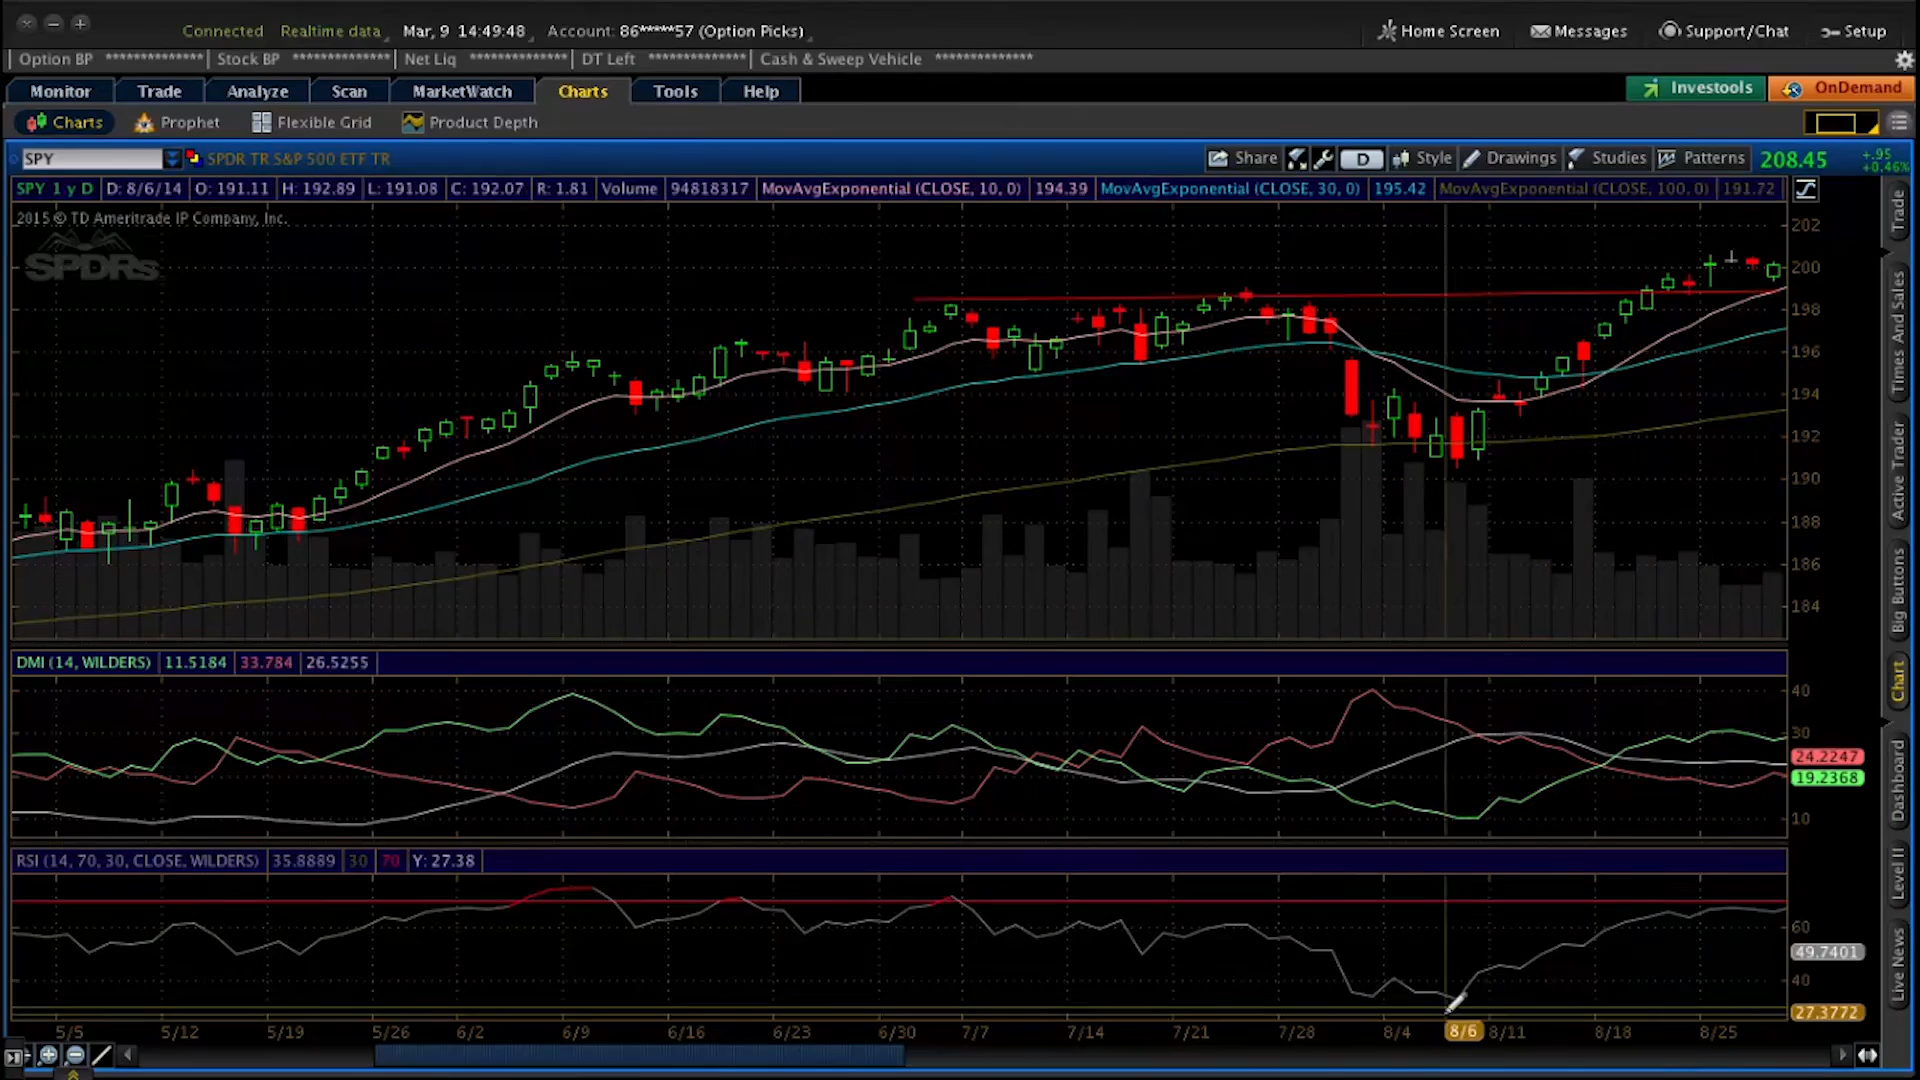 Connected Realtime data Mar, 9 14:49:48 Account: 86*****57 (Option Picks) Home Screen Messages Support/Chat Setup
Option BP ************** Stock BP ************** Net Liq ************** DT Left ************** Cash & Sweep Vehicle **************
Monitor Trade Analyze Scan MarketWatch Charts Tools Help Investools OnDemand
Charts Prophet Flexible Grid Product Depth
SPY SPDR TR S&P 500 ETF TR Share D Style Drawings Studies Patterns 208.45 +.95
+0.46%
SPY 1 y D D: 8/6/14 O: 191.11 H: 192.89 L: 191.08 C: 192.07 R: 1.81 Volume 94818317 MovAvgExponential (CLOSE, 10, 0) 194.39 MovAvgExponential (CLOSE, 30, 0) 195.42 MovAvgExponential (CLOSE, 100, 0) 191.72
2015 © TD Ameritrade IP Company, Inc.
SPDRs
202
200
198
196
194
192
190
188
186
184
DMI (14, WILDERS) 11.5184 33.784 26.5255
40
30
24.2247
19.2368
10
RSI (14, 70, 30, CLOSE, WILDERS) 35.8889 30 70 Y: 27.38
60
49.7401
40
27.3772
5/5 5/12 5/19 5/26 6/2 6/9 6/16 6/23 6/30 7/7 7/14 7/21 7/28 8/4 8/6 8/11 8/18 8/25
Trade
Times And Sales
Active Trader
Big Buttons
Chart
Dashboard
Level II
Live News